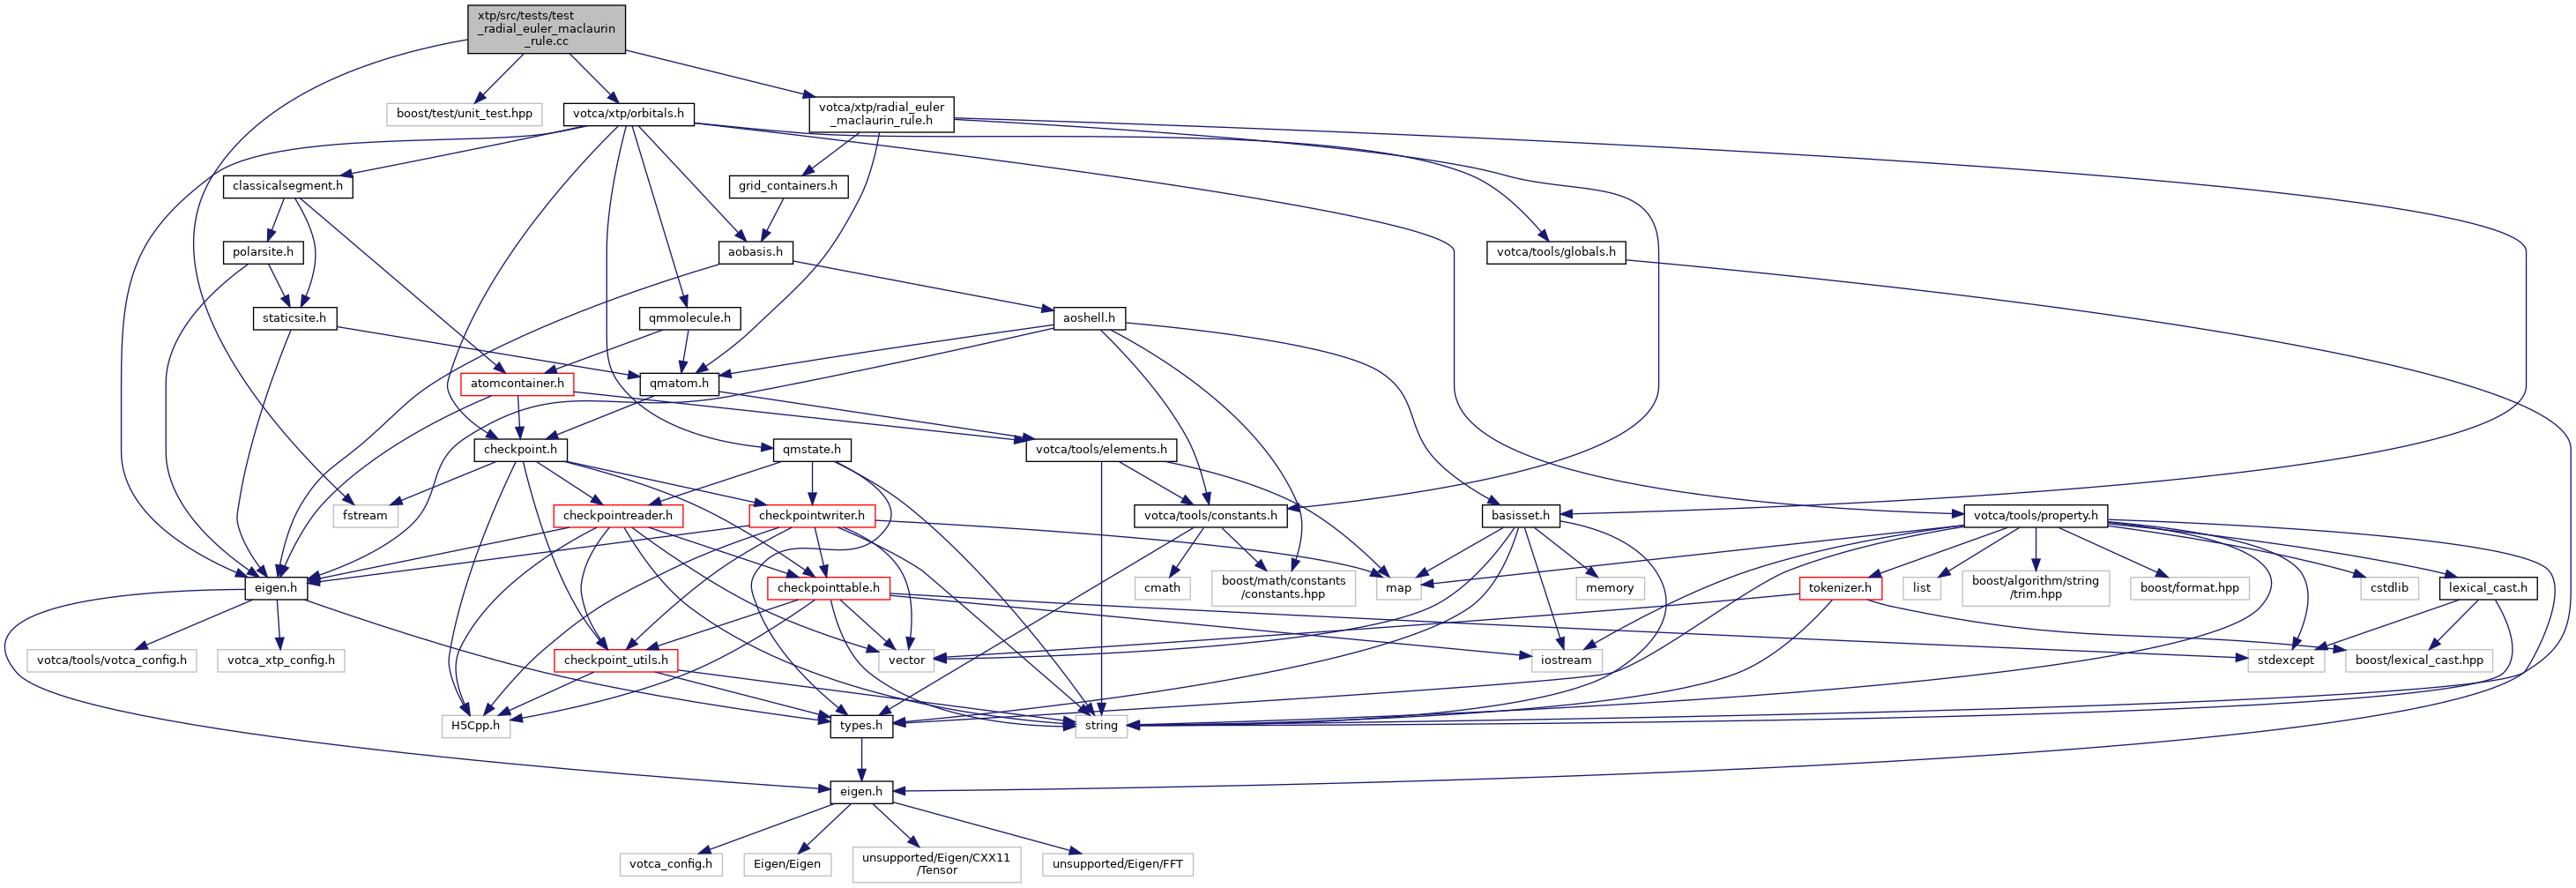 xtp/src/tests/test
_radial_euler_maclaurin
_rule.cc
boost/test/unit_test.hpp
votca/xtp/orbitals.h
votca/xtp/radial_euler
_maclaurin_rule.h
classicalsegment.h
grid_containers.h
polarsite.h
aobasis.h
votca/tools/globals.h
staticsite.h
qmmolecule.h
aoshell.h
atomcontainer.h
qmatom.h
checkpoint.h
qmstate.h
votca/tools/elements.h
fstream
checkpointreader.h
checkpointwriter.h
votca/tools/constants.h
basisset.h
votca/tools/property.h
eigen.h
checkpointtable.h
cmath
boost/math/constants
/constants.hpp
map
memory
tokenizer.h
list
boost/algorithm/string
/trim.hpp
boost/format.hpp
cstdlib
lexical_cast.h
votca/tools/votca_config.h
votca_xtp_config.h
checkpoint_utils.h
vector
iostream
stdexcept
boost/lexical_cast.hpp
H5Cpp.h
types.h
string
eigen.h
votca_config.h
Eigen/Eigen
unsupported/Eigen/CXX11
/Tensor
unsupported/Eigen/FFT